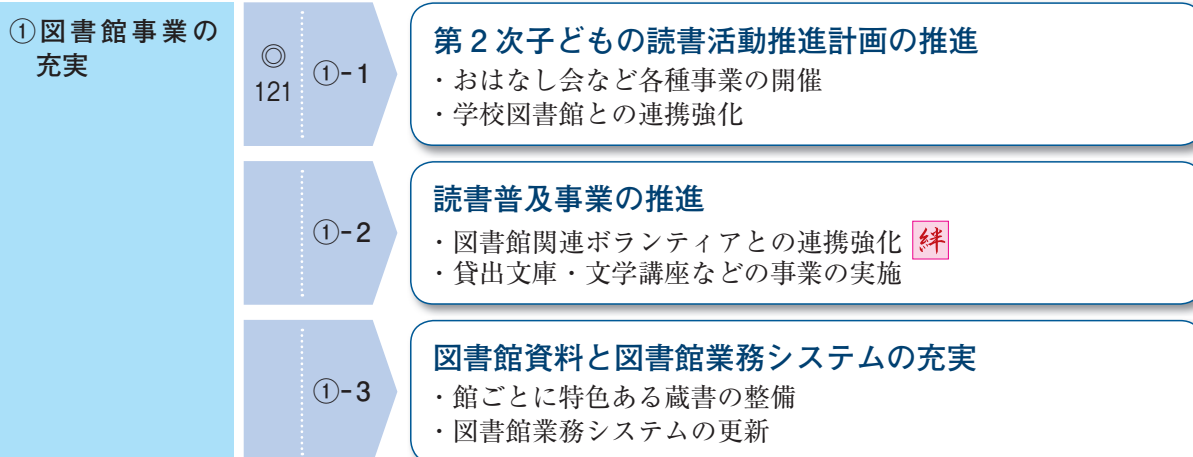 ①図書館事業の
充実
◎
121
①-1
第2次子どもの読書活動推進計画の推進
・おはなし会など各種事業の開催
・学校図書館との連携強化
①-2
読書普及事業の推進
・図書館関連ボランティアとの連携強化 絆
・貸出文庫・文学講座などの事業の実施
①-3
図書館資料と図書館業務システムの充実
・館ごとに特色ある蔵書の整備
・図書館業務システムの更新